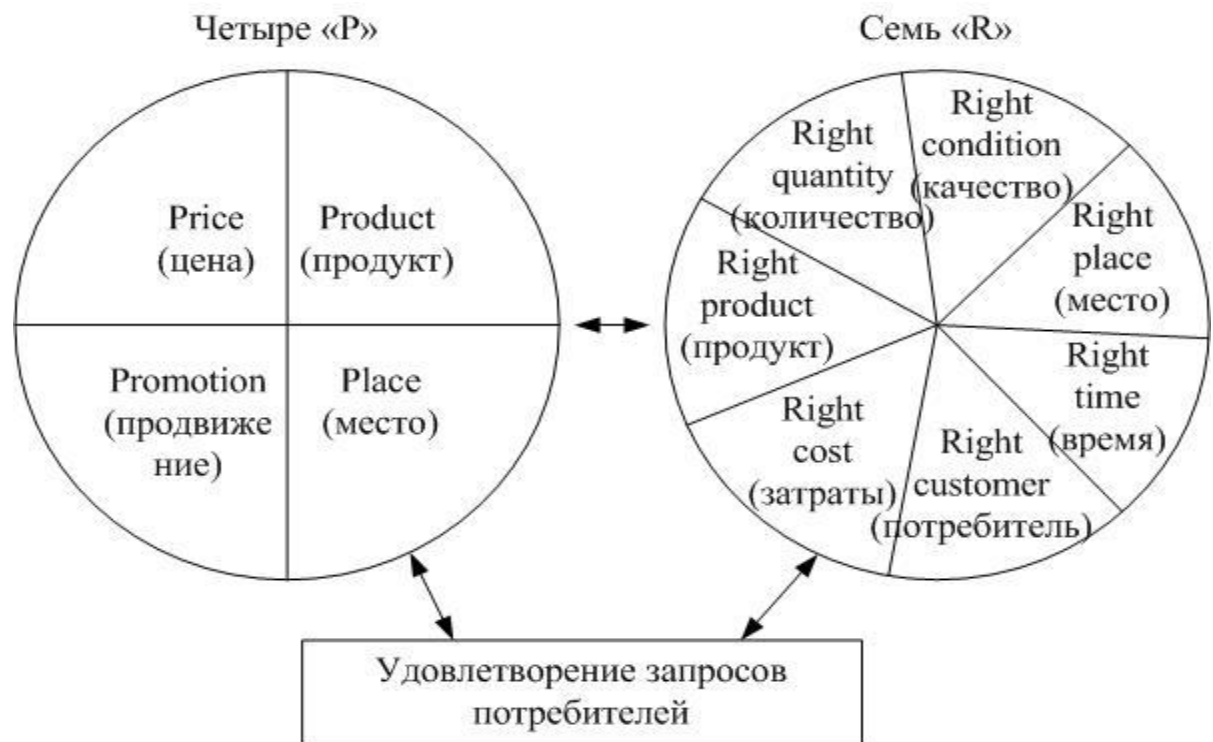 Четыре «P»
Price
(цена)
Product
(продукт)
Promotion
(продвиже
ние)
Place
(место)
Семь «R»
Right
quantity
(количество)
Right
condition
(качество)
Right
place
(место)
Right
product
(продукт)
Right
time
(время)
Right
cost
(затраты)
Right
customer
(потребитель)
Удовлетворение запросов
потребителей